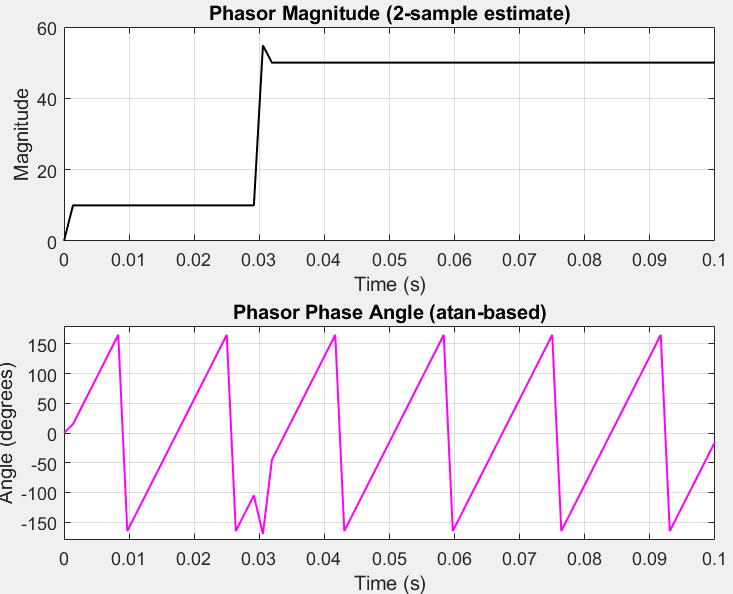 Phasor Magnitude (2-sample estimate)
60
40
20
0
Magnitude
0 0.01 0.02 0.03 0.04 0.05 0.06 0.07 0.08 0.09 0.1
Time (s)
Phasor Phase Angle (atan-based)
150
100
50
0
-50
-100
-150
Angle (degrees)
0 0.01 0.02 0.03 0.04 0.05 0.06 0.07 0.08 0.09 0.1
Time (s)